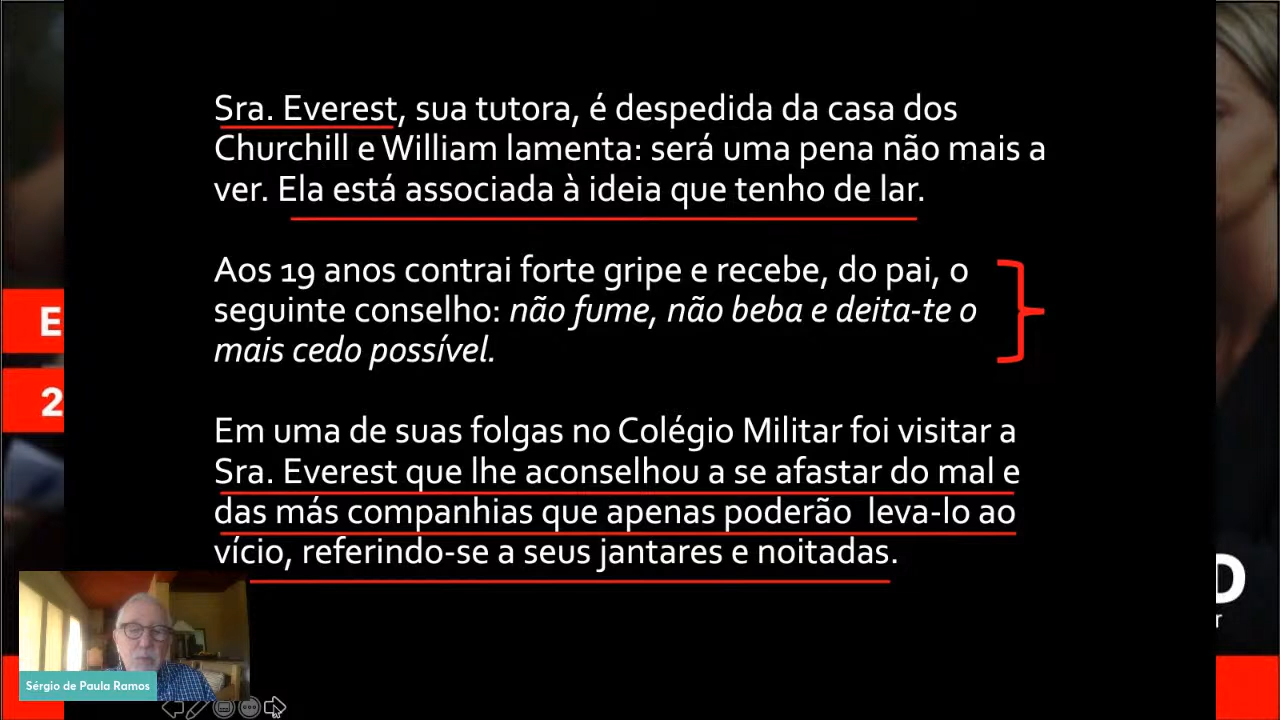 Sra. Everest, sua tutora, é despedida da casa dos
Churchill e William lamenta: será uma pena não mais a
ver. Ela está associada à ideia que tenho de lar.
Aos 19 anos contrai forte gripe e recebe, do pai, o
seguinte conselho: não fume, não beba e deita-te o
mais cedo possível.
Em uma de suas folgas no Colégio Militar foi visitar a
Sra. Everest que lhe aconselhou a se afastar do mal e
das más companhias que apenas poderão leva-lo ao
vício, referindo-se a seus jantares e noitadas.
E
2
D
r
Sérgio de Paula Ramos